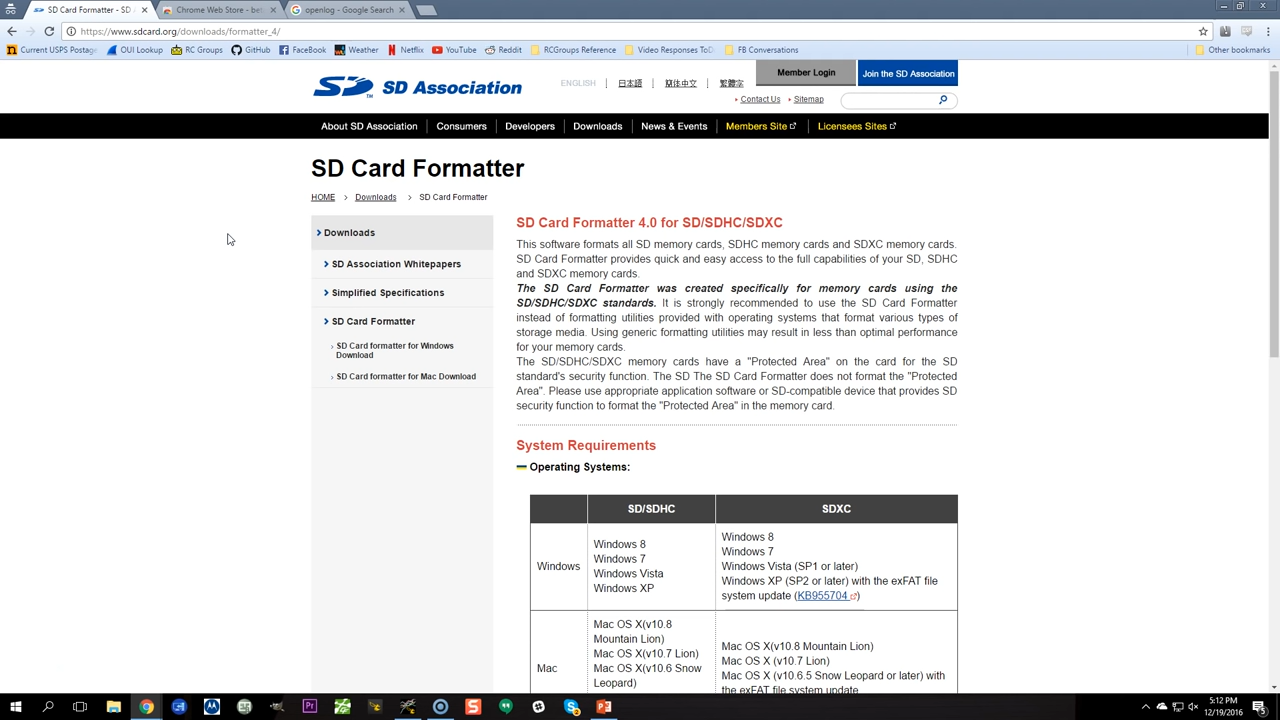 SD Card Formatter - SD A
Chrome Web Store - bet
openlog - Google Search
https://www.sdcard.org/downloads/formatter_4/
Current USPS Postag
OUI Lookup
RC Groups
GitHub
FaceBook
Weather
Netflix
YouTube
Reddit
RCGroups Reference
Video Responses ToD
FB Conversations
Other bookmarks
SD Association
ENGLISH
日本語
简体中文
繁體字
Member Login
Join the SD Association
Contact Us
Sitemap
About SD Association
Consumers
Developers
Downloads
News & Events
Members Site
Licensees Sites
SD Card Formatter
HOME > Downloads > SD Card Formatter
Downloads
SD Association Whitepapers
Simplified Specifications
SD Card Formatter
SD Card formatter for Windows
Download
SD Card formatter for Mac Download
SD Card Formatter 4.0 for SD/SDHC/SDXC
This software formats all SD memory cards, SDHC memory cards and SDXC memory cards.
SD Card Formatter provides quick and easy access to the full capabilities of your SD, SDHC
and SDXC memory cards.
The SD Card Formatter was created specifically for memory cards using the
SD/SDHC/SDXC standards. It is strongly recommended to use the SD Card Formatter
instead of formatting utilities provided with operating systems that format various types of
storage media. Using generic formatting utilities may result in less than optimal performance
for your memory cards.
The SD/SDHC/SDXC memory cards have a "Protected Area" on the card for the SD
standard's security function. The SD The SD Card Formatter does not format the "Protected
Area". Please use appropriate application software or SD-compatible device that provides SD
security function to format the "Protected Area" in the memory card.
System Requirements
Operating Systems:
SD/SDHC
SDXC
Windows
Windows 8
Windows 7
Windows Vista
Windows XP
Windows 8
Windows 7
Windows Vista (SP1 or later)
Windows XP (SP2 or later) with the exFAT file
system update (KB955704)
Mac
Mac OS X(v10.8
Mountain Lion)
Mac OS X(v10.7 Lion)
Mac OS X(v10.6 Snow
Leopard)
Mac OS X(v10.8 Mountain Lion)
Mac OS X (v10.7 Lion)
Mac OS X (v10.6.5 Snow Leopard or later) with
the exFAT file system update
5:12 PM
12/19/2016